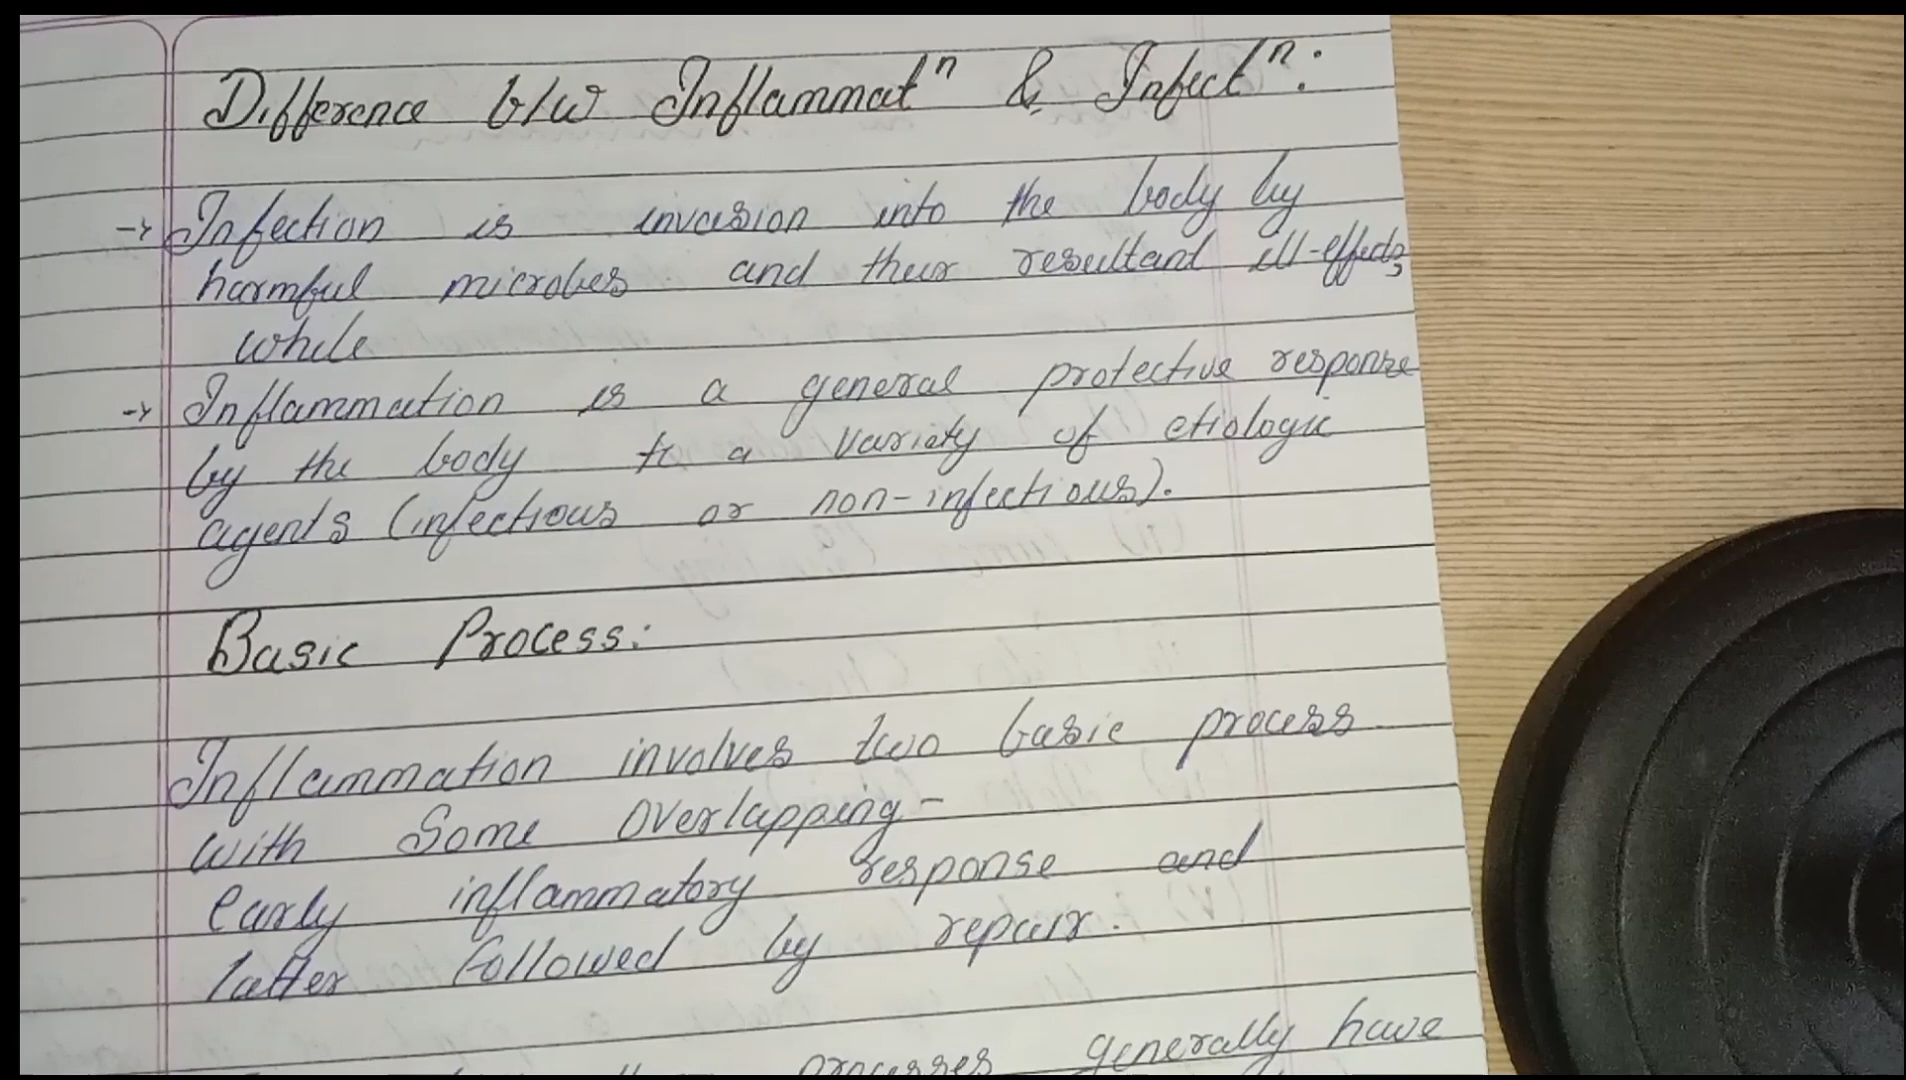 Difference b/w Inflammatⁿ & Infectⁿ:
→ Infection is invasion into the body by
harmful microbes and their resultant ill-effects,
while
→ Inflammation is a general protective response
by the body to a variety of etiologic
agents (infectious or non-infectious).
Basic Process:
Inflammation involves two basic process
with some overlapping-
early inflammatory response and
latter followed by repair.
processes generally have